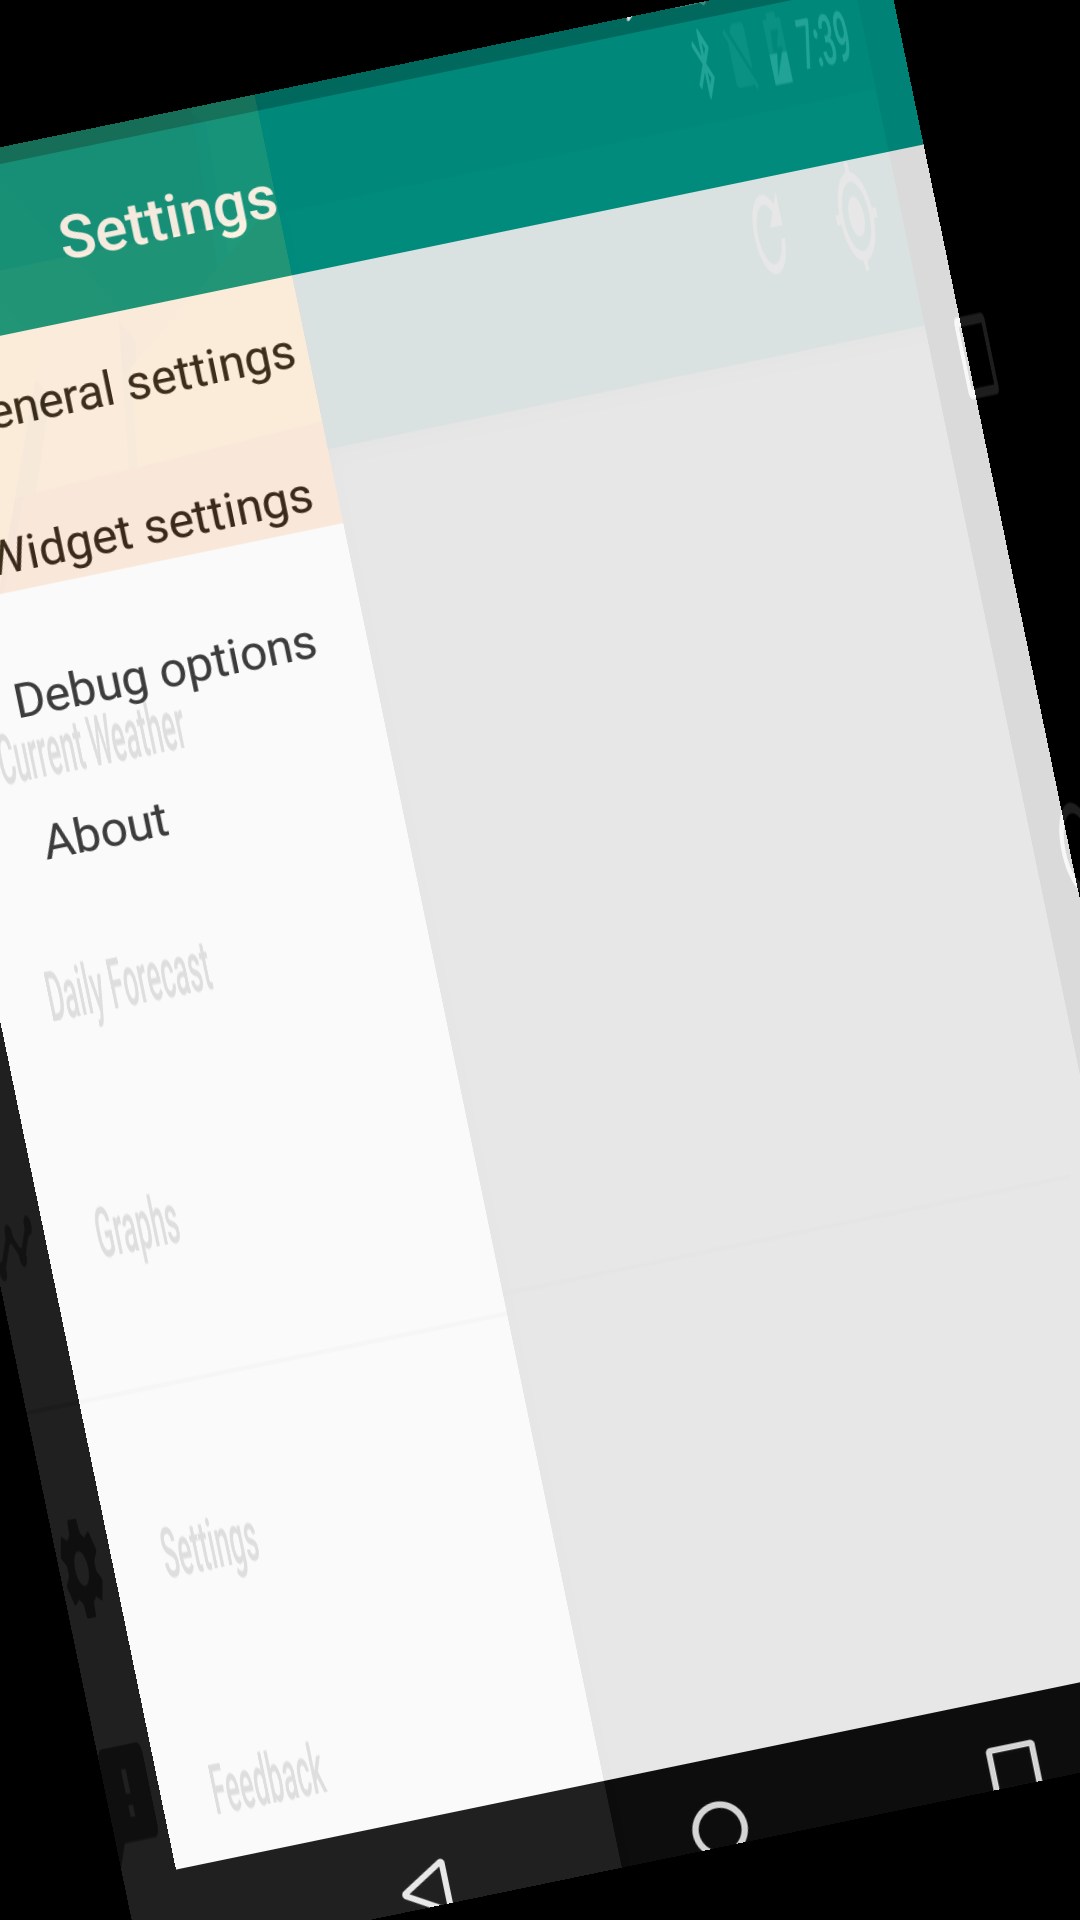 7:39
Settings
eneral settings
Widget settings
Debug options
Current Weather
About
Daily Forecast
Graphs
Settings
Feedback